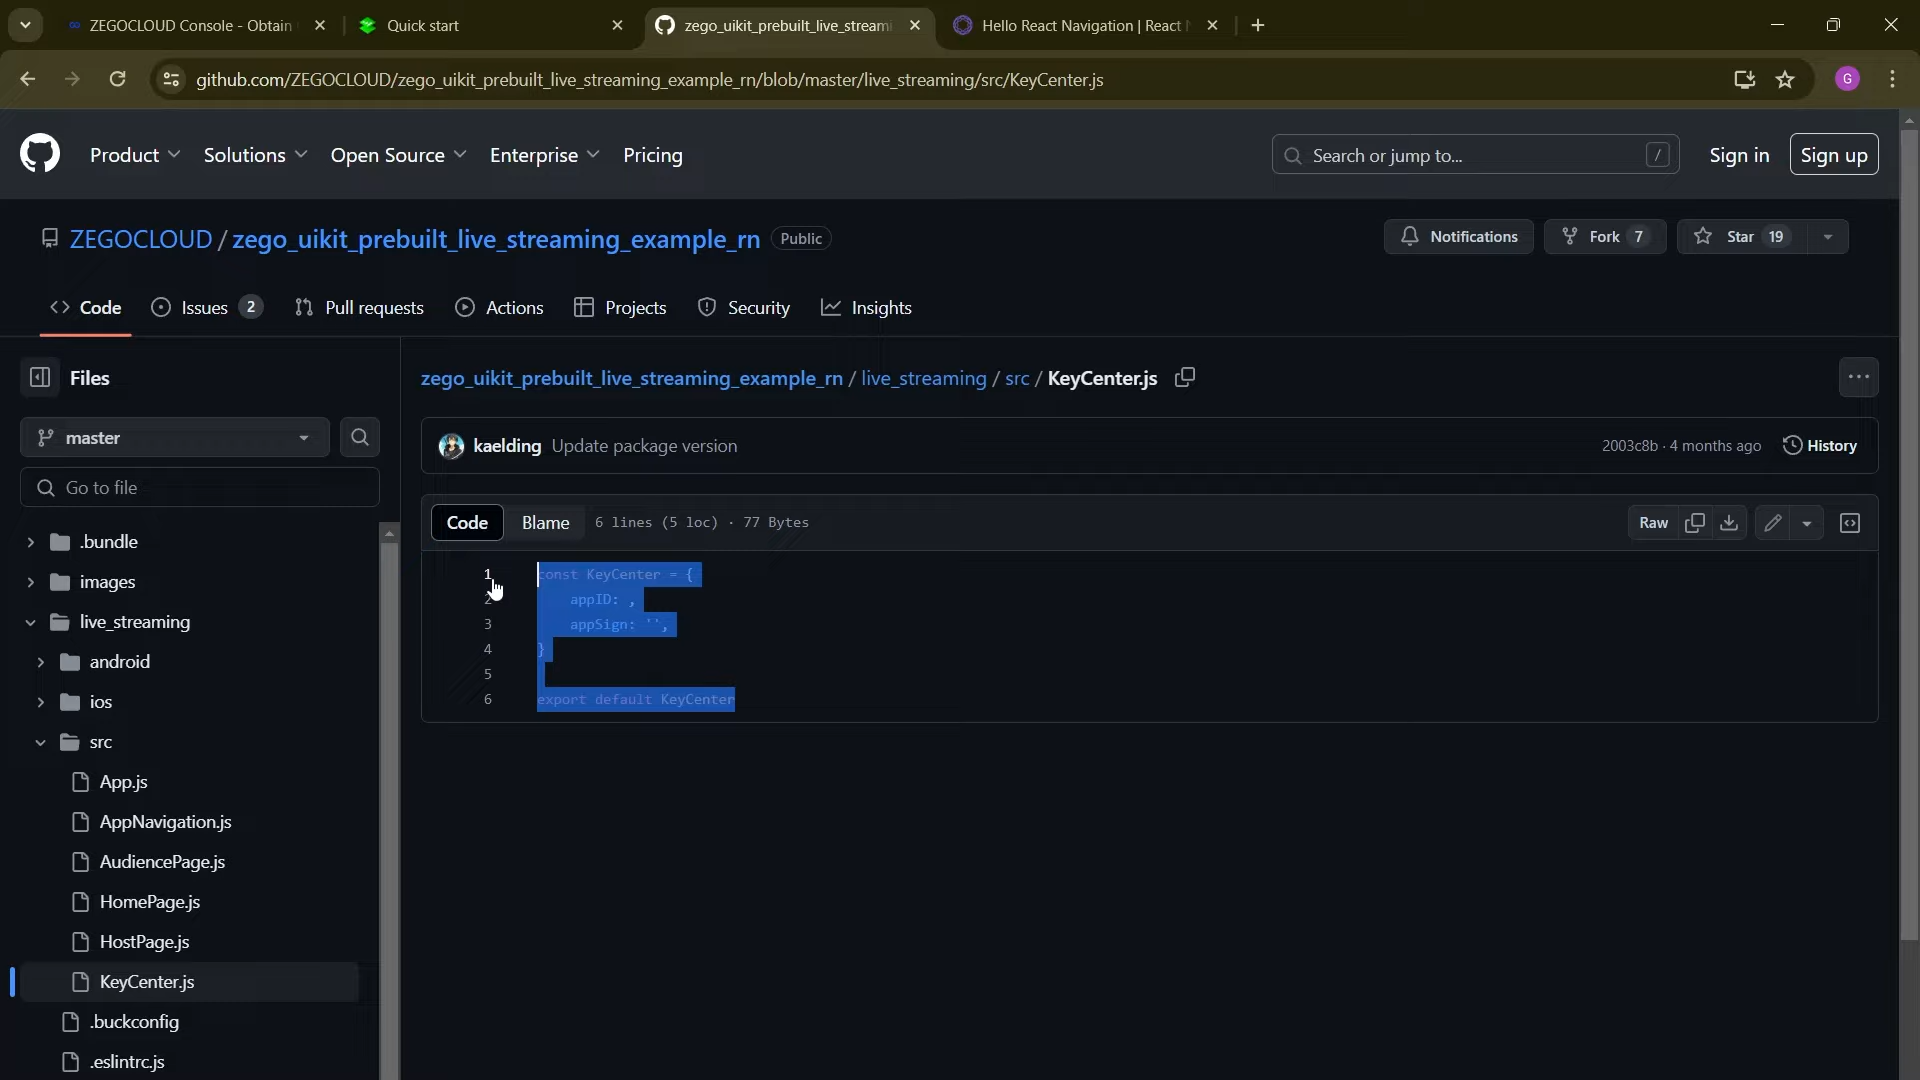 ZEGOCLOUD Console - Obtain
Quick start
zego_uikit_prebuilt_live_streami
Hello React Navigation | React N
github.com/ZEGOCLOUD/zego_uikit_prebuilt_live_streaming_example_rn/blob/master/live_streaming/src/KeyCenter.js
G
Product
Solutions
Open Source
Enterprise
Pricing
Search or jump to...
/
Sign in
Sign up
ZEGOCLOUD / zego_uikit_prebuilt_live_streaming_example_rn Public
Notifications
Fork 7
Star 19
Code
Issues 2
Pull requests
Actions
Projects
Security
Insights
Files
master
Go to file
.bundle
images
live_streaming
android
ios
src
App.js
AppNavigation.js
AudiencePage.js
HomePage.js
HostPage.js
KeyCenter.js
.buckconfig
.eslintrc.js
zego_uikit_prebuilt_live_streaming_example_rn / live_streaming / src / KeyCenter.js
kaelding Update package version
2003c8b · 4 months ago
History
Code
Blame
6 lines (5 loc) · 77 Bytes
Raw
1 const KeyCenter = {
2 appID: ,
3 appSign: '',
4 }
5
6 export default KeyCenter